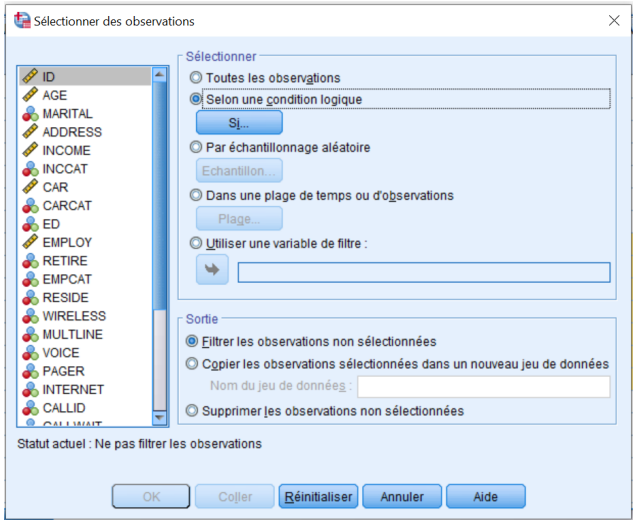 Sélectionner des observations
ID
AGE
MARITAL
ADDRESS
INCOME
INCCAT
CAR
CARCAT
ED
EMPLOY
RETIRE
EMPCAT
RESIDE
WIRELESS
MULTLINE
VOICE
PAGER
INTERNET
CALLID
CALLWAIT
Sélectionner
Toutes les observations
Selon une condition logique
Si...
Par échantillonnage aléatoire
Echantillon...
Dans une plage de temps ou d'observations
Plage...
Utiliser une variable de filtre :
Sortie
Filtrer les observations non sélectionnées
Copier les observations sélectionnées dans un nouveau jeu de données
Nom du jeu de données :
Supprimer les observations non sélectionnées
Statut actuel : Ne pas filtrer les observations
OK
Coller
Réinitialiser
Annuler
Aide